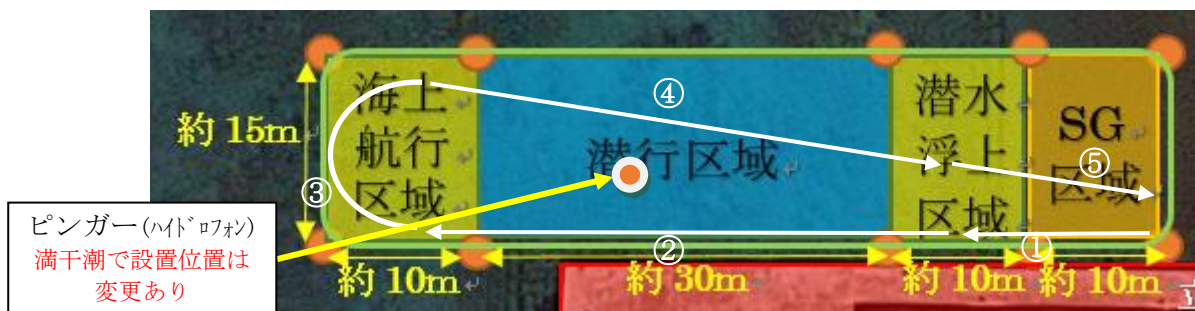 海上
航行
区域
④
潜行区域
潜水
浮上
区域
SG
⑤
区域
約 15m
③
ピンガー(ﾊｲﾄﾞﾛﾌｫﾝ)
満干潮で設置位置は
変更あり
②
①
約 10m
約 30m
約 10m
約 10m